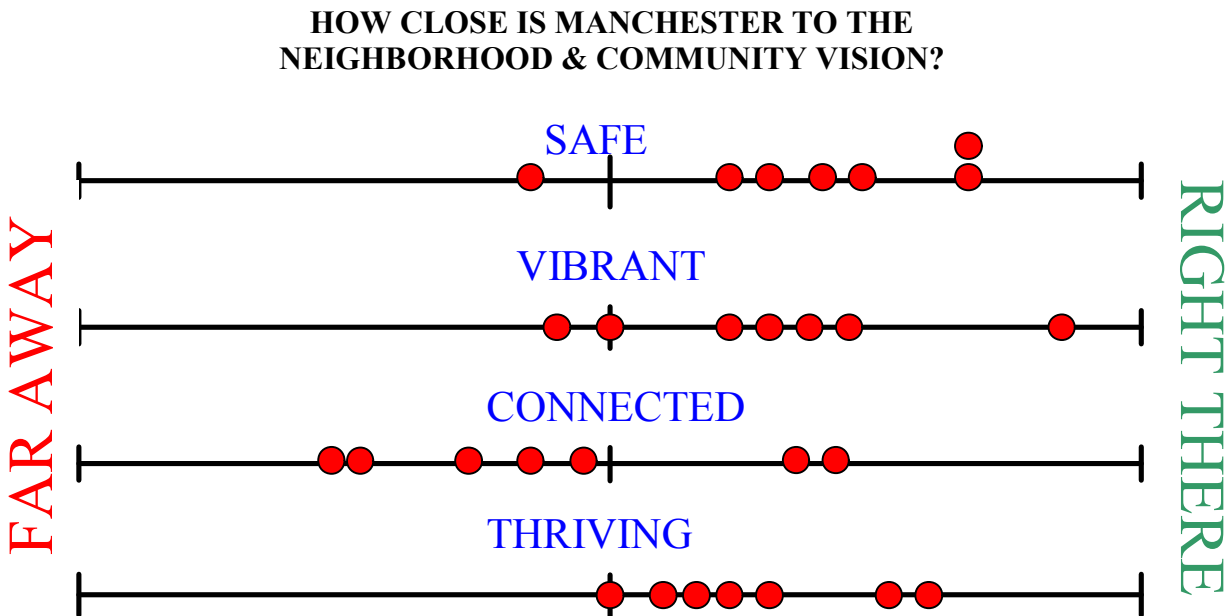 HOW CLOSE IS MANCHESTER TO THE
NEIGHBORHOOD & COMMUNITY VISION?
SAFE
VIBRANT
CONNECTED
THRIVING
FAR AWAY
RIGHT THERE